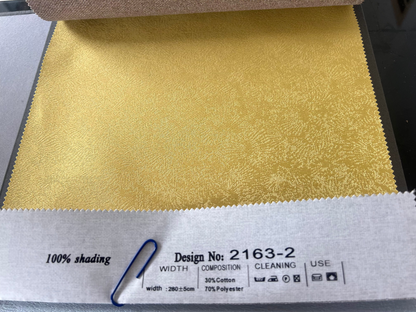 100% shading
Design No: 2163-2
WIDTH COMPOSITION CLEANING USE
30%Cotton
width :280±5cm 70%Polyester